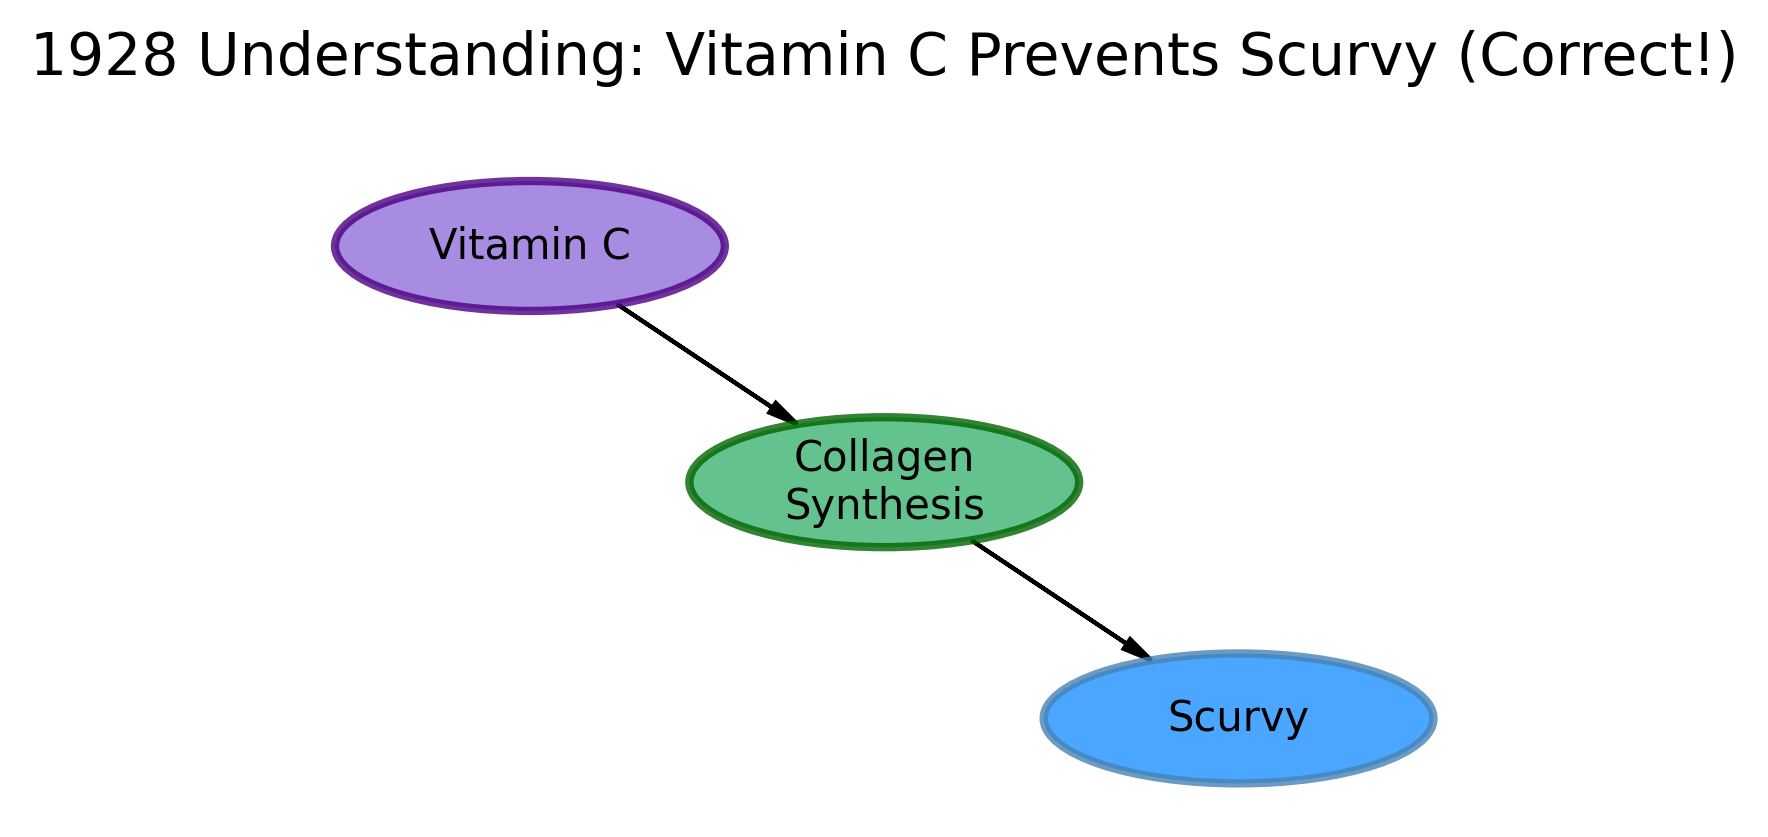 1928 Understanding: Vitamin C Prevents Scurvy (Correct!)
Vitamin C
Collagen
Synthesis
Scurvy